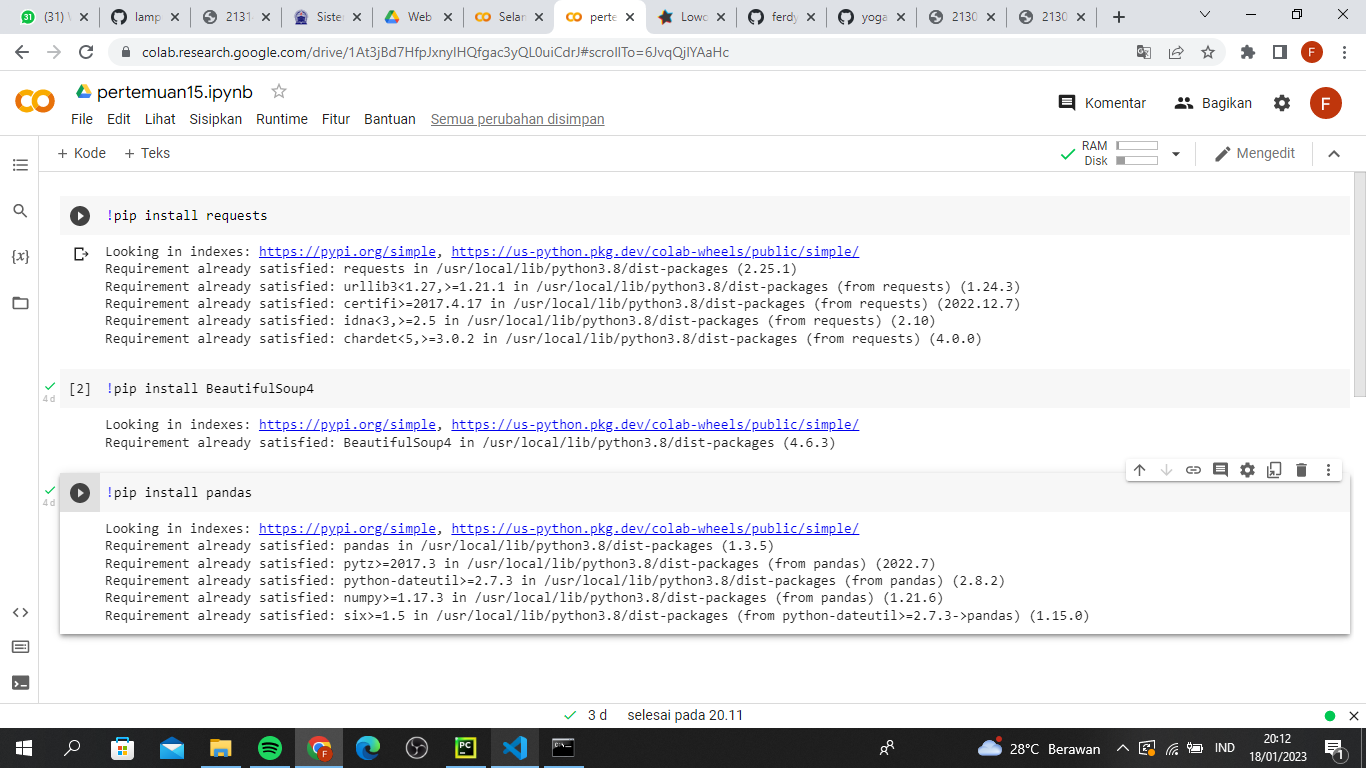 (31) W
lamp
2131
Siste
Web
Selar
perte
Lowc
ferdy
yoga
2130
2130
colab.research.google.com/drive/1At3jBd7HfpJxnylHQfgac3yQL0uiCdrJ#scrollTo=6JvqQjlYAaHc
F
CO pertemuan15.ipynb
File Edit Lihat Sisipkan Runtime Fitur Bantuan Semua perubahan disimpan
Komentar Bagikan F
+ Kode + Teks
RAM
Disk
Mengedit
{x}
!pip install requests
Looking in indexes: https://pypi.org/simple, https://us-python.pkg.dev/colab-wheels/public/simple/
Requirement already satisfied: requests in /usr/local/lib/python3.8/dist-packages (2.25.1)
Requirement already satisfied: urllib3<1.27,>=1.21.1 in /usr/local/lib/python3.8/dist-packages (from requests) (1.24.3)
Requirement already satisfied: certifi>=2017.4.17 in /usr/local/lib/python3.8/dist-packages (from requests) (2022.12.7)
Requirement already satisfied: idna<3,>=2.5 in /usr/local/lib/python3.8/dist-packages (from requests) (2.10)
Requirement already satisfied: chardet<5,>=3.0.2 in /usr/local/lib/python3.8/dist-packages (from requests) (4.0.0)
4 d
[2] !pip install BeautifulSoup4
Looking in indexes: https://pypi.org/simple, https://us-python.pkg.dev/colab-wheels/public/simple/
Requirement already satisfied: BeautifulSoup4 in /usr/local/lib/python3.8/dist-packages (4.6.3)
4 d
!pip install pandas
Looking in indexes: https://pypi.org/simple, https://us-python.pkg.dev/colab-wheels/public/simple/
Requirement already satisfied: pandas in /usr/local/lib/python3.8/dist-packages (1.3.5)
Requirement already satisfied: pytz>=2017.3 in /usr/local/lib/python3.8/dist-packages (from pandas) (2022.7)
Requirement already satisfied: python-dateutil>=2.7.3 in /usr/local/lib/python3.8/dist-packages (from pandas) (2.8.2)
Requirement already satisfied: numpy>=1.17.3 in /usr/local/lib/python3.8/dist-packages (from pandas) (1.21.6)
Requirement already satisfied: six>=1.5 in /usr/local/lib/python3.8/dist-packages (from python-dateutil>=2.7.3->pandas) (1.15.0)
3 d selesai pada 20.11
28°C Berawan
IND
20:12
18/01/2023
1